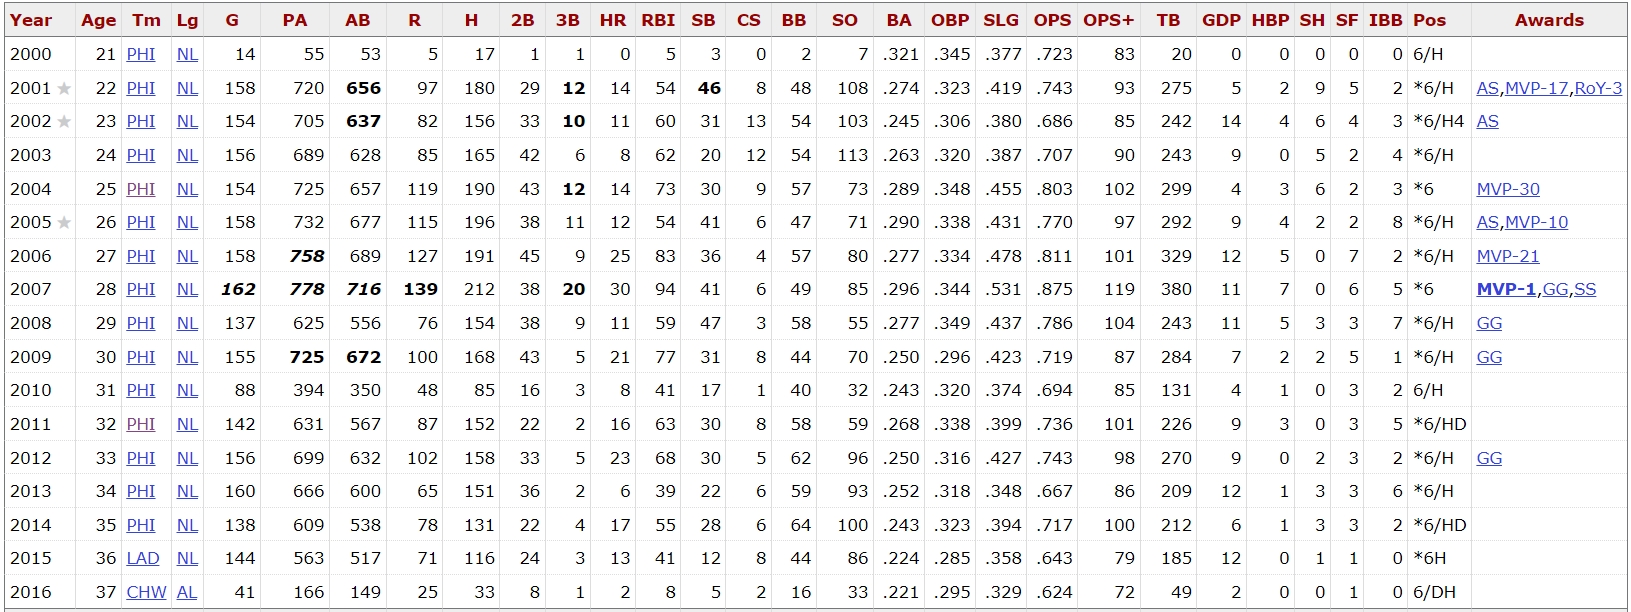 Year Age Tm Lg G PA AB R H 2B 3B HR RBI SB CS BB SO BA OBP SLG OPS OPS+ TB GDP HBP SH SF IBB Pos Awards
2000 21 PHI NL 14 55 53 5 17 1 1 0 5 3 0 2 7 .321 .345 .377 .723 83 20 0 0 0 0 0 6/H
2001 ★ 22 PHI NL 158 720 656 97 180 29 12 14 54 46 8 48 108 .274 .323 .419 .743 93 275 5 2 9 5 2 *6/H AS,MVP-17,RoY-3
2002 ★ 23 PHI NL 154 705 637 82 156 33 10 11 60 31 13 54 103 .245 .306 .380 .686 85 242 14 4 6 4 3 *6/H4 AS
2003 24 PHI NL 156 689 628 85 165 42 6 8 62 20 12 54 113 .263 .320 .387 .707 90 243 9 0 5 2 4 *6/H
2004 25 PHI NL 154 725 657 119 190 43 12 14 73 30 9 57 73 .289 .348 .455 .803 102 299 4 3 6 2 3 *6 MVP-30
2005 ★ 26 PHI NL 158 732 677 115 196 38 11 12 54 41 6 47 71 .290 .338 .431 .770 97 292 9 4 2 2 8 *6/H AS,MVP-10
2006 27 PHI NL 158 758 689 127 191 45 9 25 83 36 4 57 80 .277 .334 .478 .811 101 329 12 5 0 7 2 *6/H MVP-21
2007 28 PHI NL 162 778 716 139 212 38 20 30 94 41 6 49 85 .296 .344 .531 .875 119 380 11 7 0 6 5 *6 MVP-1,GG,SS
2008 29 PHI NL 137 625 556 76 154 38 9 11 59 47 3 58 55 .277 .349 .437 .786 104 243 11 5 3 3 7 *6/H GG
2009 30 PHI NL 155 725 672 100 168 43 5 21 77 31 8 44 70 .250 .296 .423 .719 87 284 7 2 2 5 1 *6/H GG
2010 31 PHI NL 88 394 350 48 85 16 3 8 41 17 1 40 32 .243 .320 .374 .694 85 131 4 1 0 3 2 6/H
2011 32 PHI NL 142 631 567 87 152 22 2 16 63 30 8 58 59 .268 .338 .399 .736 101 226 9 3 0 3 5 *6/HD
2012 33 PHI NL 156 699 632 102 158 33 5 23 68 30 5 62 96 .250 .316 .427 .743 98 270 9 0 2 3 2 *6/H GG
2013 34 PHI NL 160 666 600 65 151 36 2 6 39 22 6 59 93 .252 .318 .348 .667 86 209 12 1 3 3 6 *6/H
2014 35 PHI NL 138 609 538 78 131 22 4 17 55 28 6 64 100 .243 .323 .394 .717 100 212 6 1 3 3 2 *6/HD
2015 36 LAD NL 144 563 517 71 116 24 3 13 41 12 8 44 86 .224 .285 .358 .643 79 185 12 0 1 1 0 *6H
2016 37 CHW AL 41 166 149 25 33 8 1 2 8 5 2 16 33 .221 .295 .329 .624 72 49 2 0 0 1 0 6/DH